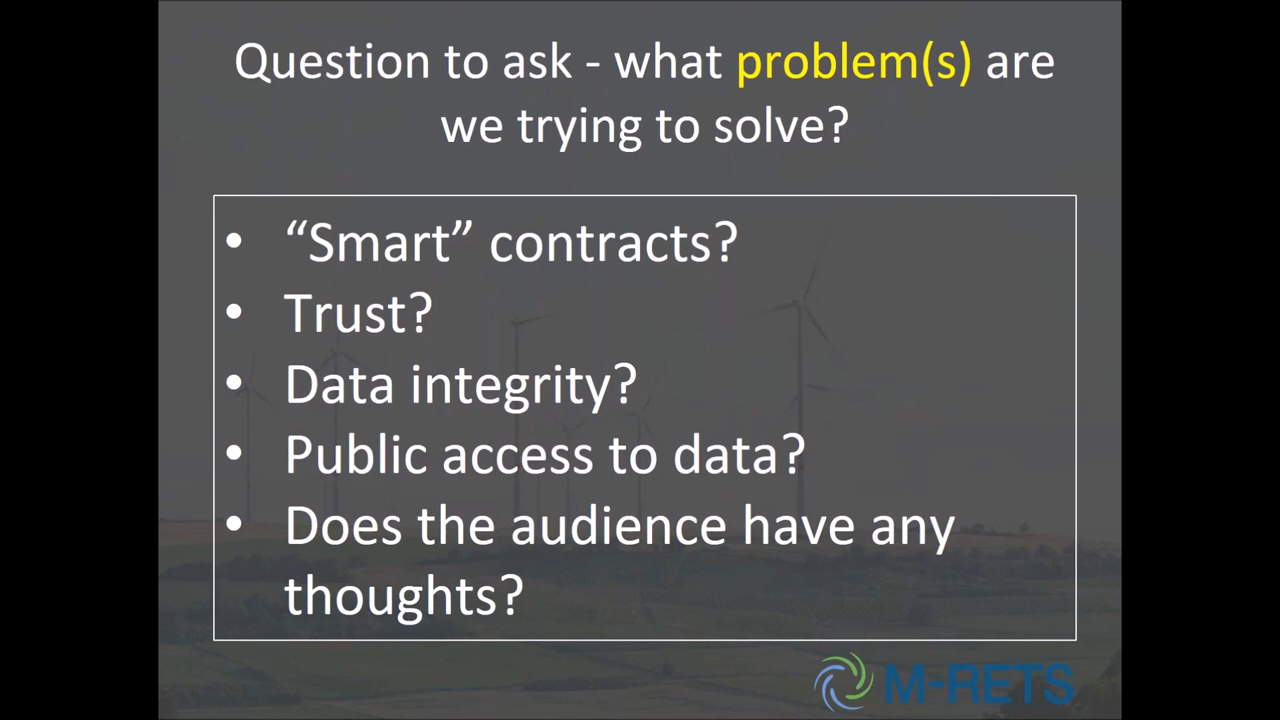 Question to ask - what problem(s) are
we trying to solve?
• “Smart” contracts?
• Trust?
• Data integrity?
• Public access to data?
• Does the audience have any
thoughts?
M-RETS